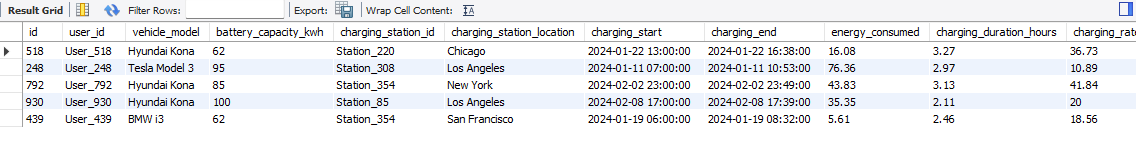 Result Grid Filter Rows: Export: Wrap Cell Content:
id user_id vehicle_model battery_capacity_kwh charging_station_id charging_station_location charging_start charging_end energy_consumed charging_duration_hours charging_rate
518 User_518 Hyundai Kona 62 Station_220 Chicago 2024-01-22 13:00:00 2024-01-22 16:38:00 16.08 3.27 36.73
248 User_248 Tesla Model 3 95 Station_308 Los Angeles 2024-01-11 07:00:00 2024-01-11 10:53:00 76.36 2.97 10.89
792 User_792 Hyundai Kona 85 Station_354 New York 2024-02-02 23:00:00 2024-02-02 23:49:00 43.83 3.13 41.84
930 User_930 Hyundai Kona 100 Station_85 Los Angeles 2024-02-08 17:00:00 2024-02-08 17:39:00 35.35 2.11 20
439 User_439 BMW i3 62 Station_354 San Francisco 2024-01-19 06:00:00 2024-01-19 08:32:00 5.61 2.46 18.56